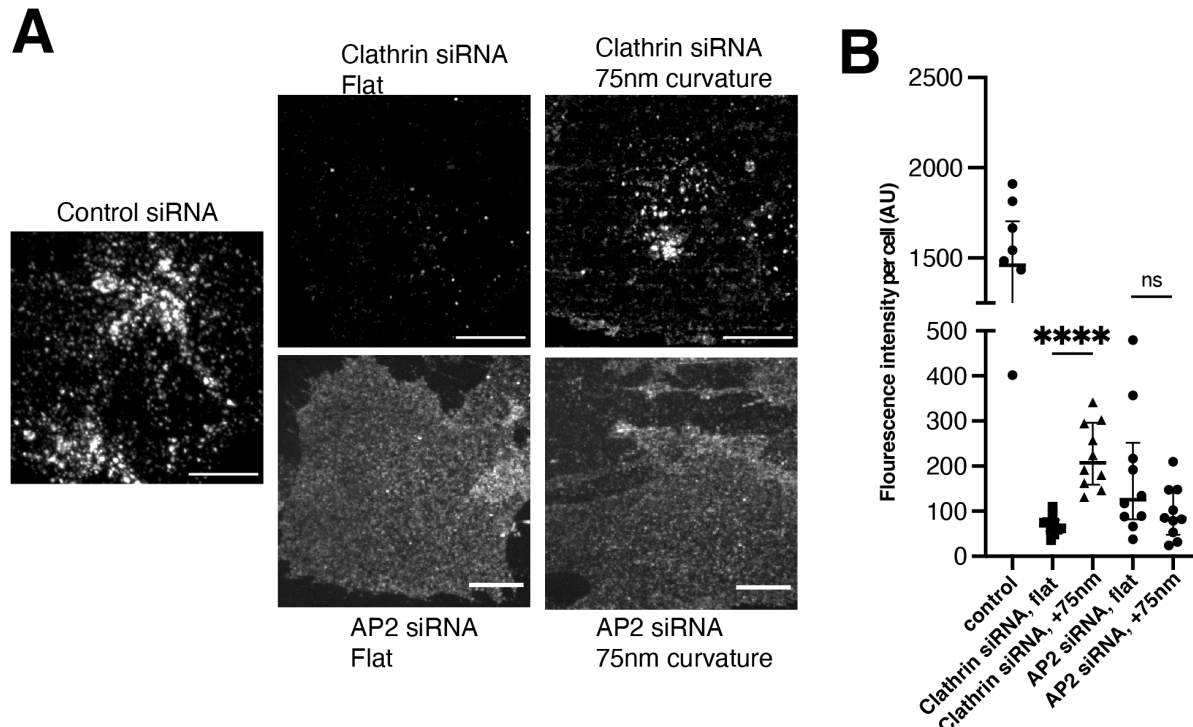 A
Clathrin siRNA
Flat
Clathrin siRNA
75nm curvature
Control siRNA
AP2 siRNA
Flat
AP2 siRNA
75nm curvature
B
Flourescence intensity per cell (AU)
2500
2000
1500
500
400
300
200
100
0
****
ns
control
Clathrin siRNA, flat
Clathrin siRNA, +75nm
AP2 siRNA, flat
AP2 siRNA, +75nm